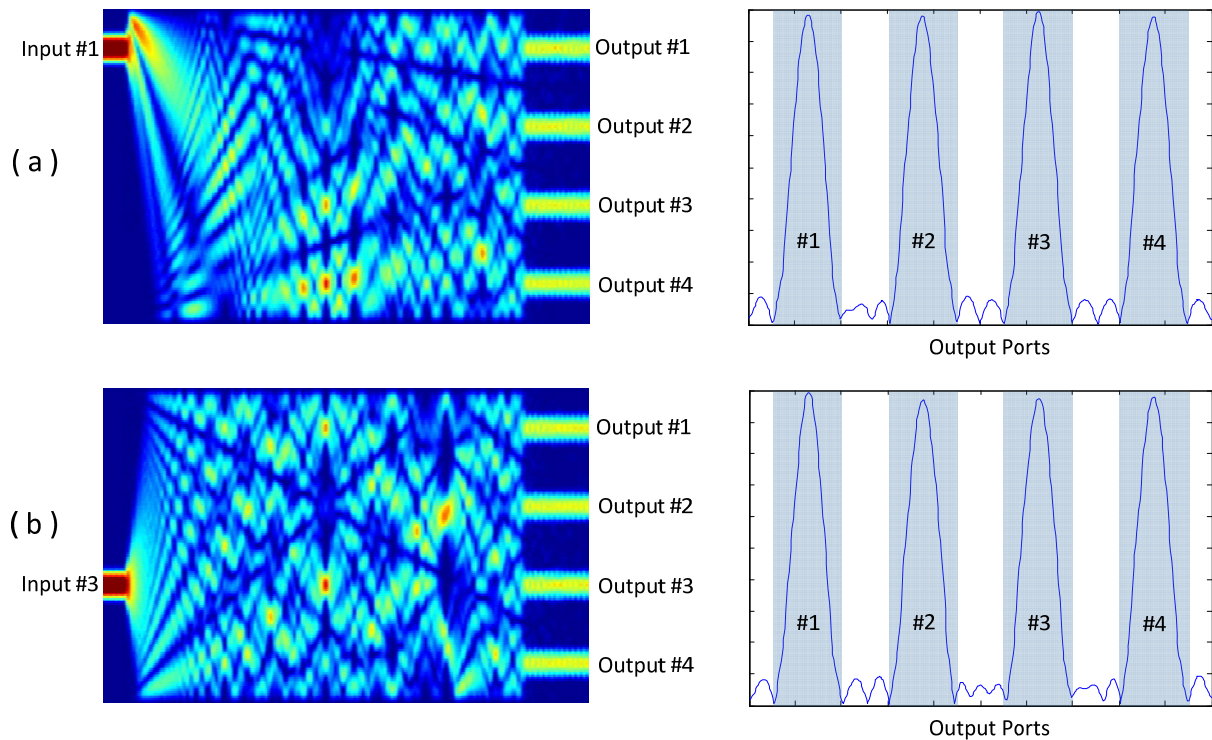 Input #1
Output #1
Output #2
( a )
Output #3
Output #4
#1
#2
#3
#4
Output Ports
Output #1
Output #2
( b )
Input #3
Output #3
Output #4
#1
#2
#3
#4
Output Ports